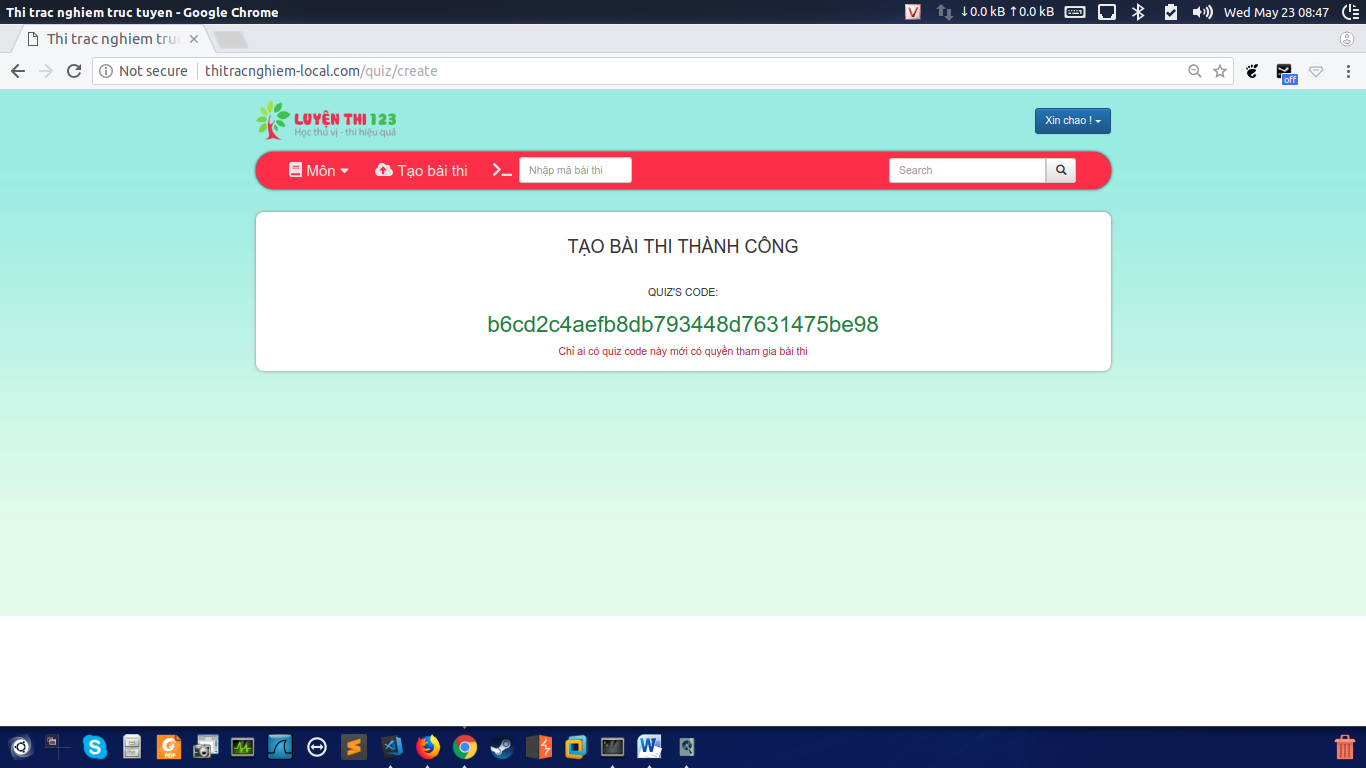 Thi trac nghiem truc tuyen - Google Chrome
↓0.0 kB ↑0.0 kB
Wed May 23 08:47
Thi trac nghiem truc
Not secure
thitracnghiem-local.com/quiz/create
off
LUYỆN THI 123
Học thú vị - thi hiệu quả
Xin chao !
Môn
Tạo bài thi
Nhập mã bài thi
Search
TẠO BÀI THI THÀNH CÔNG
QUIZ'S CODE:
b6cd2c4aefb8db793448d7631475be98
Chỉ ai có quiz code này mới có quyền tham gia bài thi